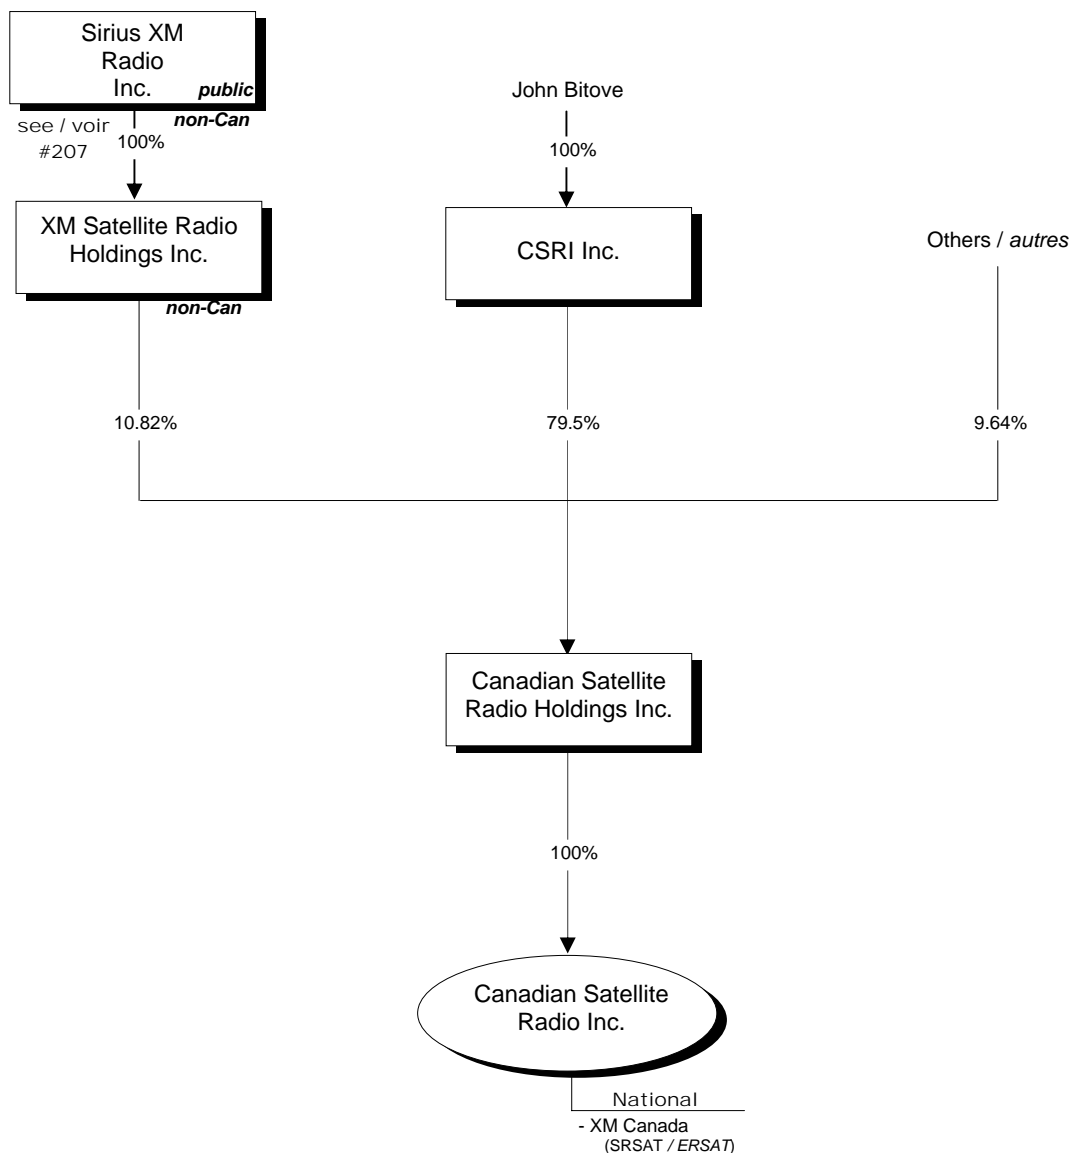 Sirius XM
Radio
Inc.
public
non-Can
see / voir
#207
100%
John Bitove
100%
XM Satellite Radio
Holdings Inc.
non-Can
CSRI Inc.
Others / autres
10.82%
79.5%
9.64%
Canadian Satellite
Radio Holdings Inc.
100%
Canadian Satellite
Radio Inc.
National
- XM Canada
(SRSAT / ERSAT)